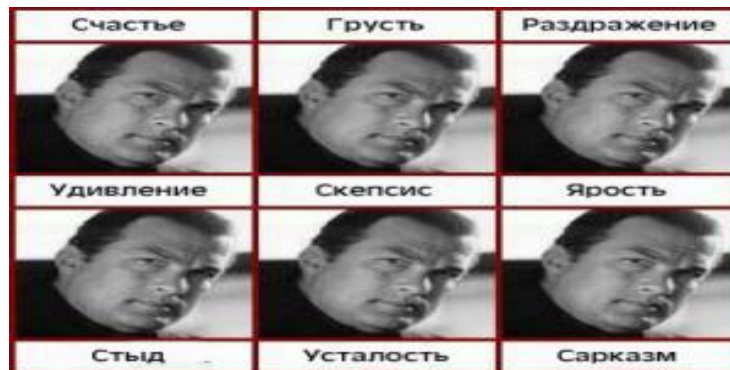 Счастье Грусть Раздражение
Удивление Скепсис Ярость
Стыд Усталость Сарказм